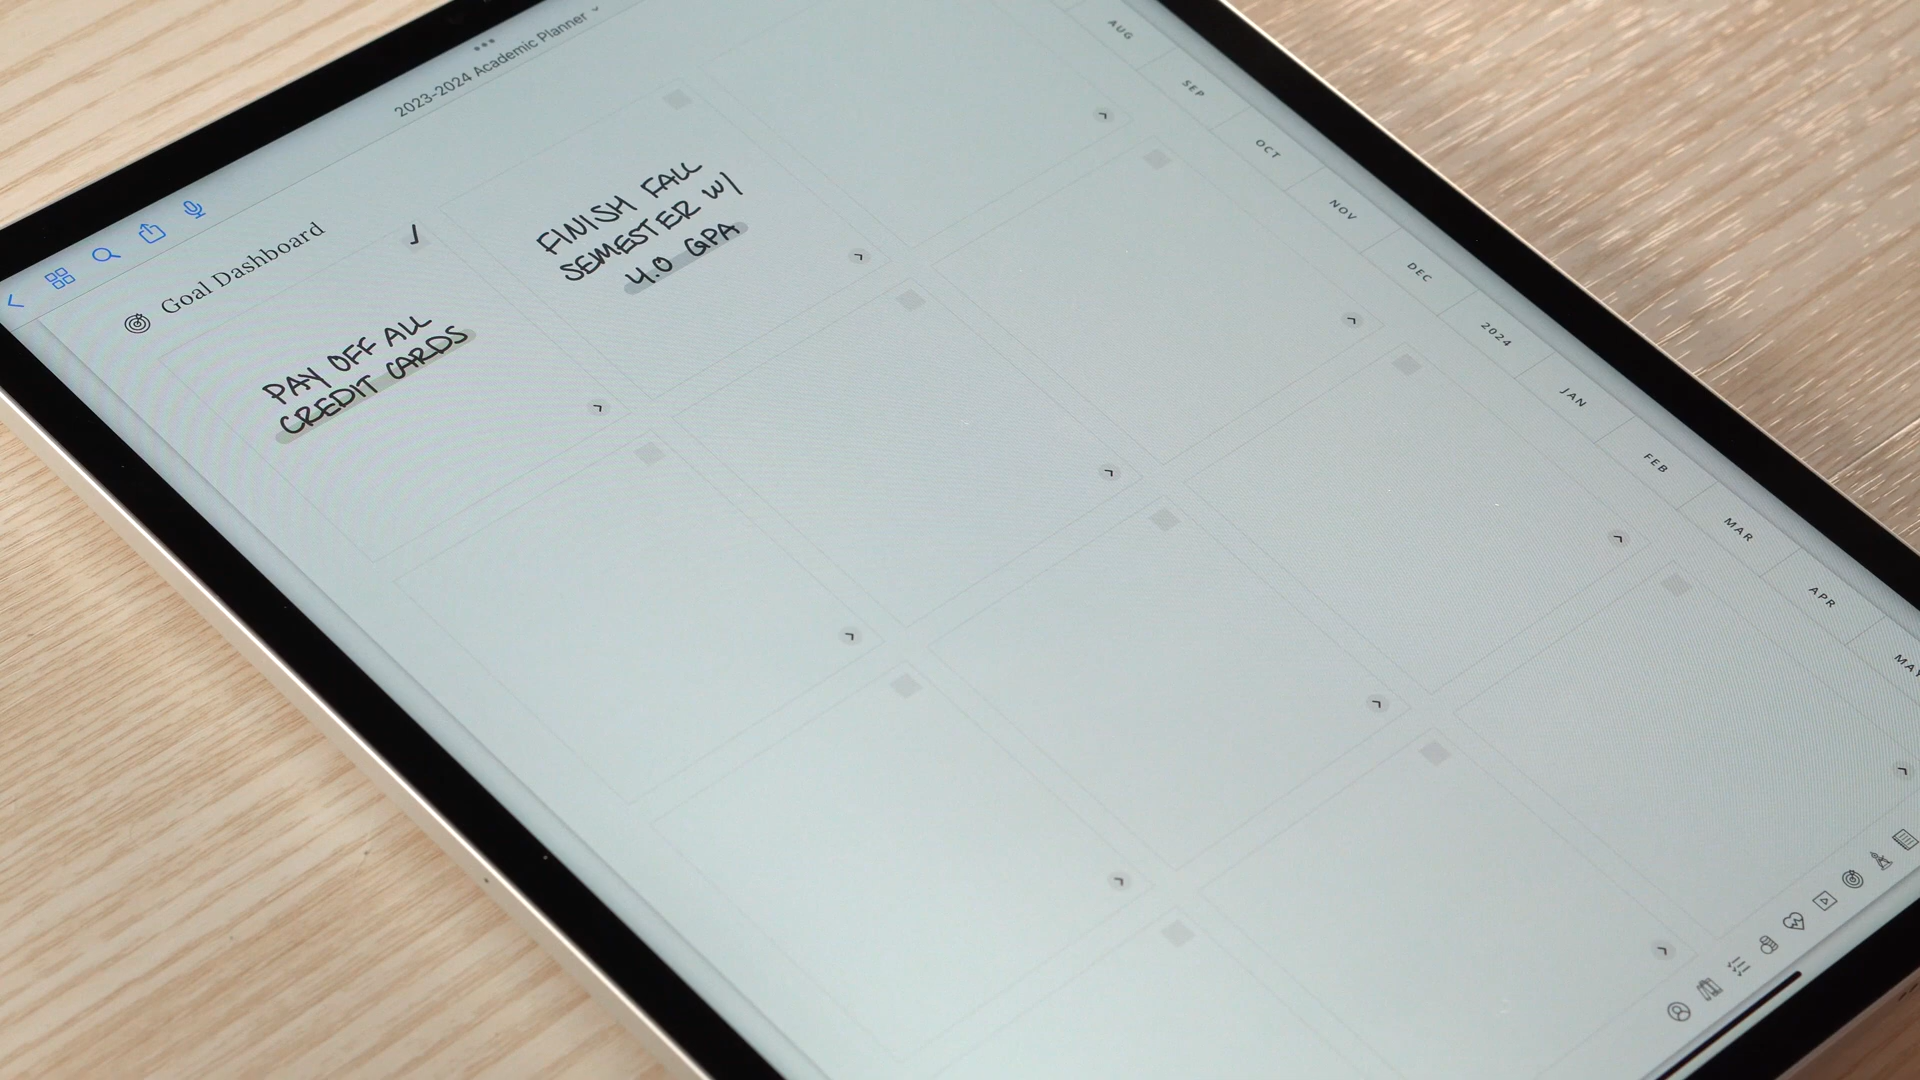 2023-2024 Academic Planner
Goal Dashboard
PAY OFF ALL
CREDIT CARDS
FINISH FALL
SEMESTER W/
4.0 GPA
AUG
SEP
OCT
NOV
DEC
2024
JAN
FEB
MAR
APR
MAY